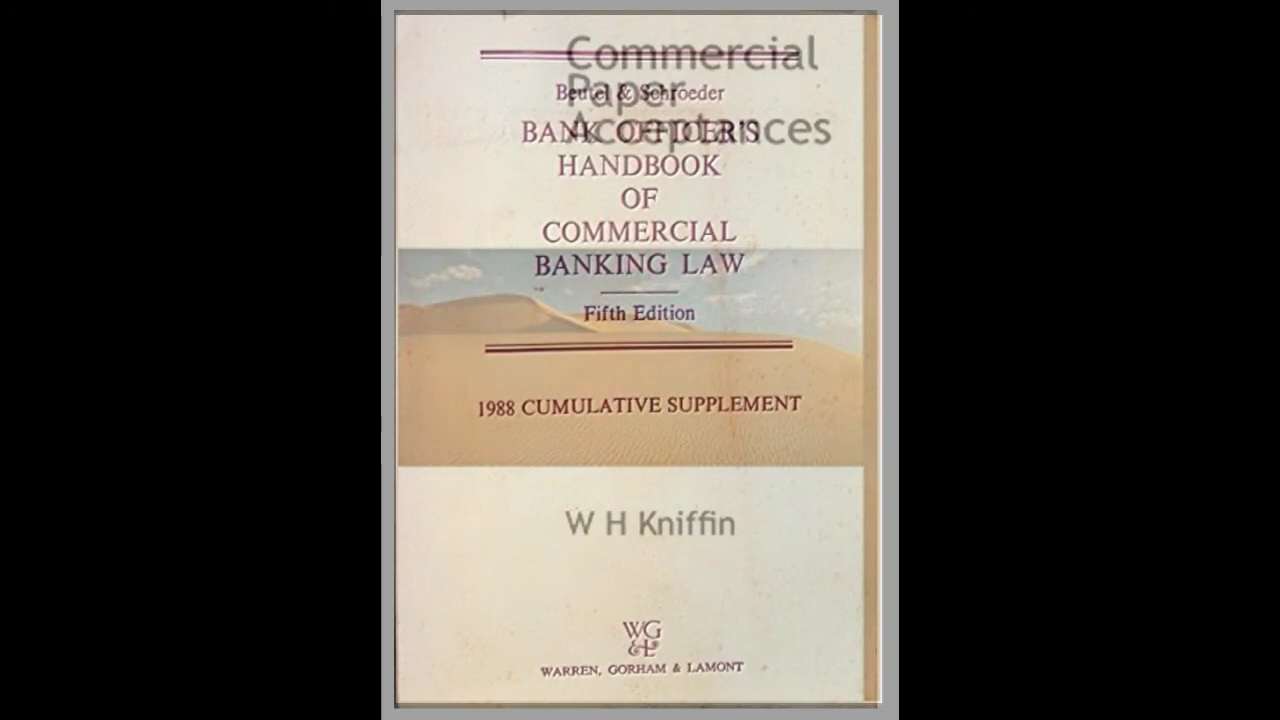 Commercial
Paper
Acceptances
Beutel & Schroeder
BANK OFFICER'S
HANDBOOK
OF
COMMERCIAL
BANKING LAW
Fifth Edition
1988 CUMULATIVE SUPPLEMENT
W H Kniffin
WG
&L
WARREN, GORHAM & LAMONT